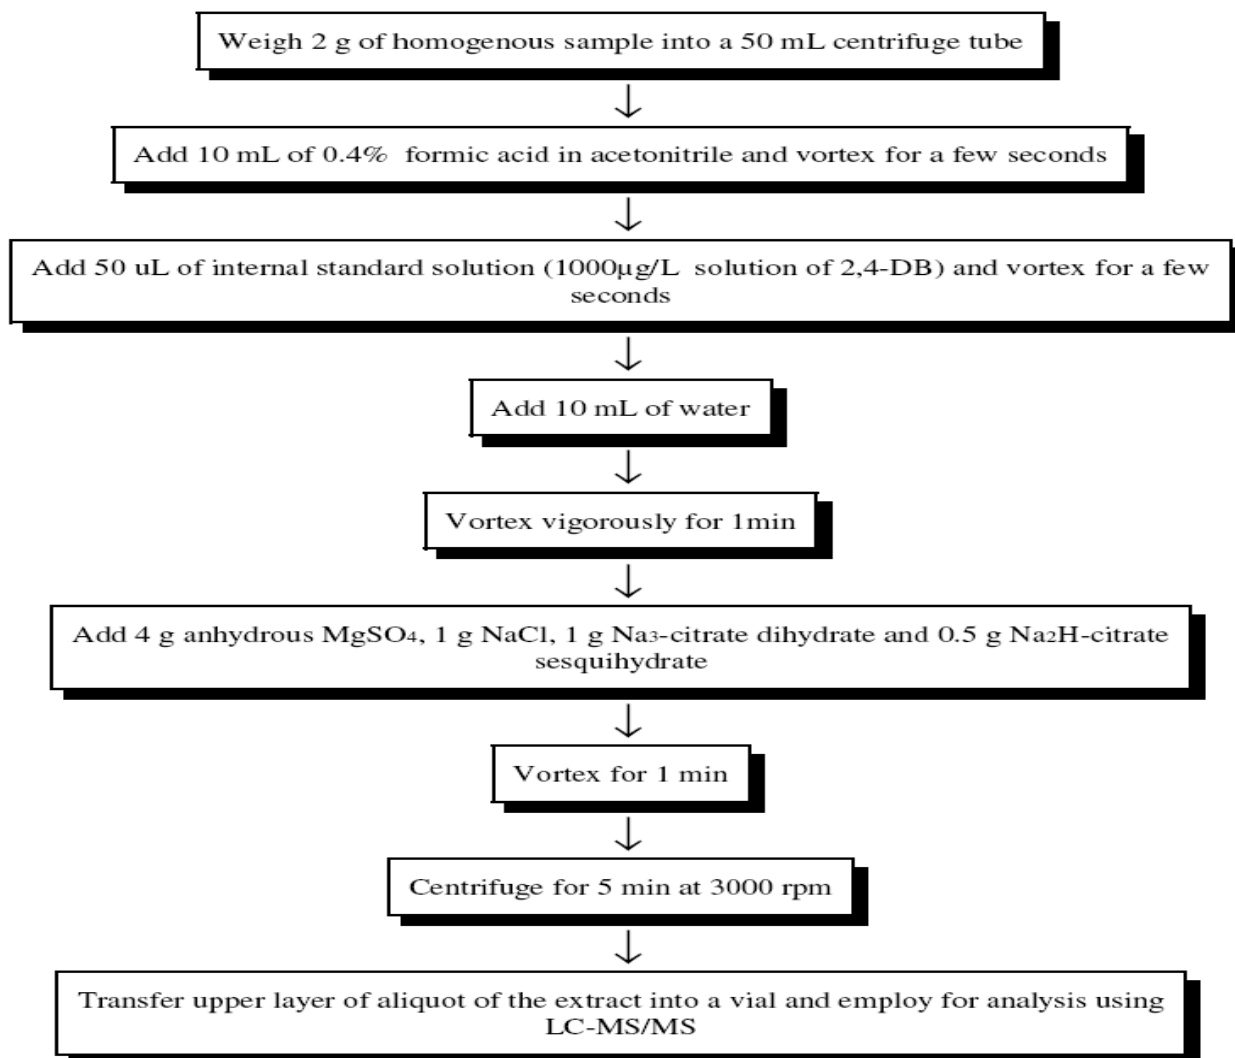 Weigh 2 g of homogenous sample into a 50 mL centrifuge tube
Add 10 mL of 0.4% formic acid in acetonitrile and vortex for a few seconds
Add 50 uL of internal standard solution (1000µg/L solution of 2,4-DB) and vortex for a few
seconds
Add 10 mL of water
Vortex vigorously for 1min
Add 4 g anhydrous MgSO4, 1 g NaCl, 1 g Na3-citrate dihydrate and 0.5 g Na2H-citrate
sesquihydrate
Vortex for 1 min
Centrifuge for 5 min at 3000 rpm
Transfer upper layer of aliquot of the extract into a vial and employ for analysis using
LC-MS/MS